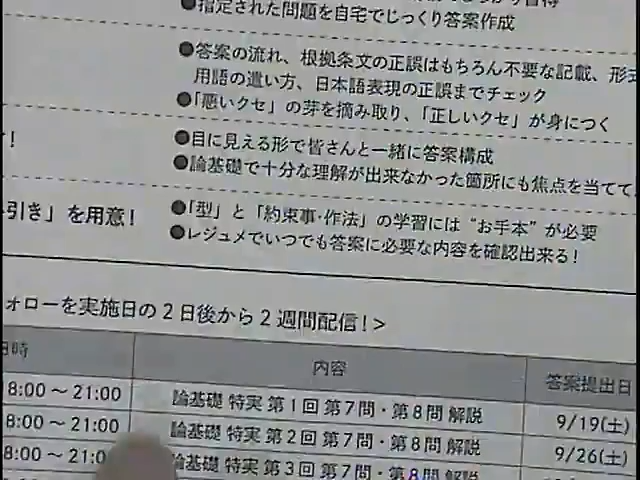 ●指定された問題を自宅でじっくり答案作成
●答案の流れ、根拠条文の正誤はもちろん不要な記載、形式
用語の遣い方、日本語表現の正誤までチェック
●「悪いクセ」の芽を摘み取り、「正しいクセ」が身につく
！
●目に見える形で皆さんと一緒に答案構成
●論基礎で十分な理解が出来なかった箇所にも焦点を当てて
引き」を用意！
●「型」と「約束事・作法」の学習には“お手本”が必要
●レジュメでいつでも答案に必要な内容を確認出来る！
ォローを実施日の2日後から2週間配信！>
日時 内容 答案提出日
8:00～21:00 論基礎 特実 第1回 第7問・第8問 解説 9/19(土)
8:00～21:00 論基礎 特実 第2回 第7問・第8問 解説 9/26(土)
8:00～21:0 論基礎 特実 第3回 第7問・第8問 解説